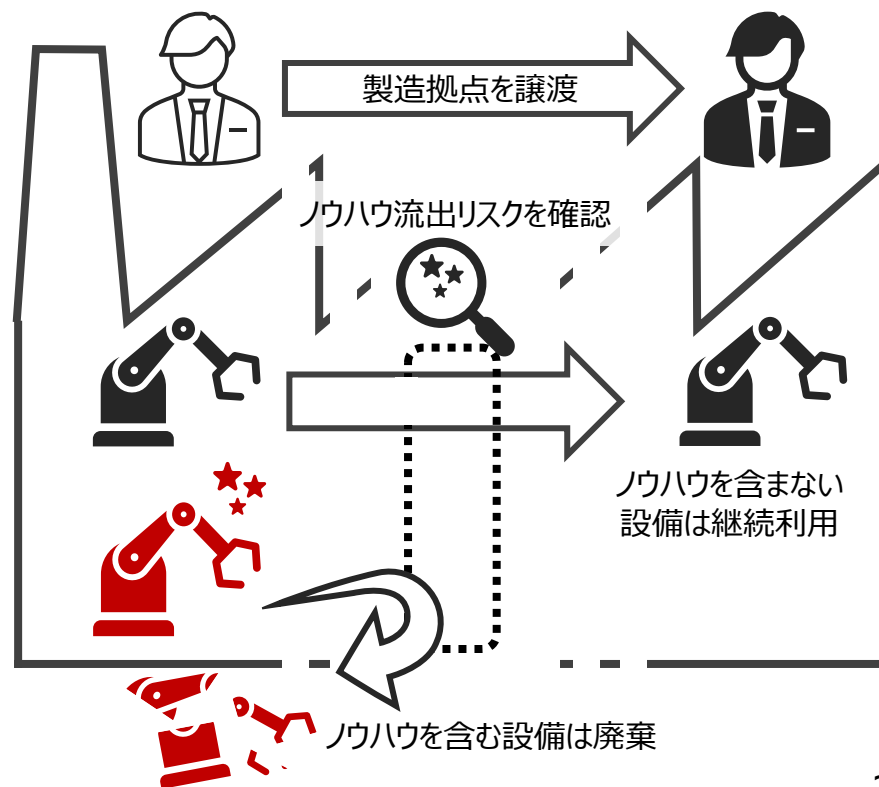 製造拠点を譲渡
ノウハウ流出リスクを確認
ノウハウを含まない
設備は継続利用
ノウハウを含む設備は廃棄